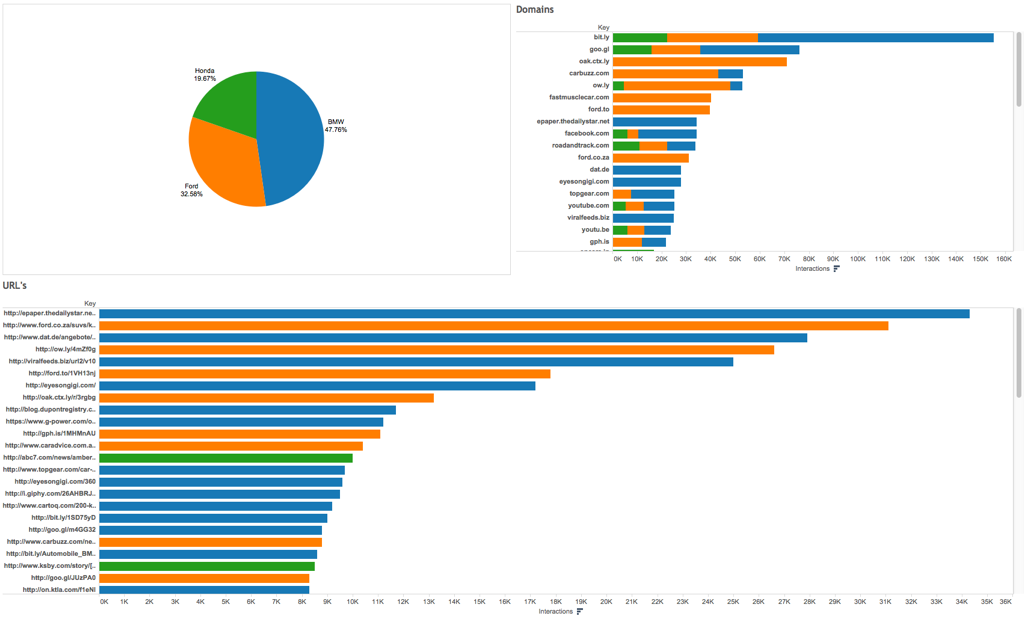 Honda
19.67%
BMW
47.76%
Ford
32.58%
Domains
Key
bit.ly
goo.gl
oak.ctx.ly
carbuzz.com
ow.ly
fastmusclecar.com
ford.to
epaper.thedailystar.net
facebook.com
roadandtrack.com
ford.co.za
dat.de
eyesongigi.com
topgear.com
youtube.com
viralfeeds.biz
youtu.be
gph.is
0K 10K 20K 30K 40K 50K 60K 70K 80K 90K 100K 110K 120K 130K 140K 150K 160K
Interactions
URL's
Key
http://epaper.thedailystar.ne..
http://www.ford.co.za/suvs/k..
http://www.dat.de/angebote/..
http://ow.ly/4mZf0g
http://viralfeeds.biz/url2/v10
http://ford.to/1VH13nj
http://eyesongigi.com/
http://oak.ctx.ly/r/3rgbg
http://blog.dupontregistry.c..
https://www.g-power.com/o..
http://gph.is/1MHMnAU
http://www.caradvice.com.a..
http://abc7.com/news/amber..
http://www.topgear.com/car-..
http://eyesongigi.com/360
http://i.giphy.com/26AHBRJ..
http://www.cartoq.com/200-k..
http://bit.ly/1SD75yD
http://goo.gl/m4GG32
http://www.carbuzz.com/ne..
http://bit.ly/Automobile_BM..
http://www.ksby.com/story/[..
http://goo.gl/JUzPA0
http://on.ktla.com/f1eNl
0K 1K 2K 3K 4K 5K 6K 7K 8K 9K 10K 11K 12K 13K 14K 15K 16K 17K 18K 19K 20K 21K 22K 23K 24K 25K 26K 27K 28K 29K 30K 31K 32K 33K 34K 35K 36K
Interactions